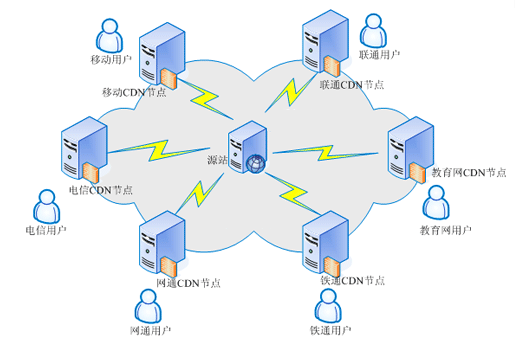 联通用户
移动用户
移动CDN节点
联通CDN节点
源站
教育网CDN节点
电信CDN节点
电信用户
教育网用户
网通CDN节点
铁通CDN节点
网通用户
铁通用户